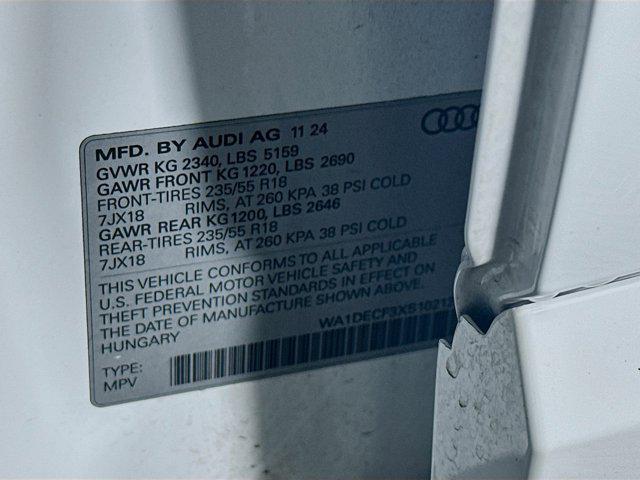 MFD. BY AUDI AG 11 24
GVWR KG 2340, LBS 5159
GAWR FRONT KG 1220, LBS 2690
FRONT-TIRES 235/55 R18
7JX18 RIMS, AT 260 KPA 38 PSI COLD
GAWR REAR KG 1200, LBS 2646
REAR-TIRES 235/55 R18
7JX18 RIMS, AT 260 KPA 38 PSI COLD
THIS VEHICLE CONFORMS TO ALL APPLICABLE
U.S. FEDERAL MOTOR VEHICLE SAFETY AND
THEFT PREVENTION STANDARDS IN EFFECT ON
THE DATE OF MANUFACTURE SHOWN ABOVE.
HUNGARY
TYPE:
MPV